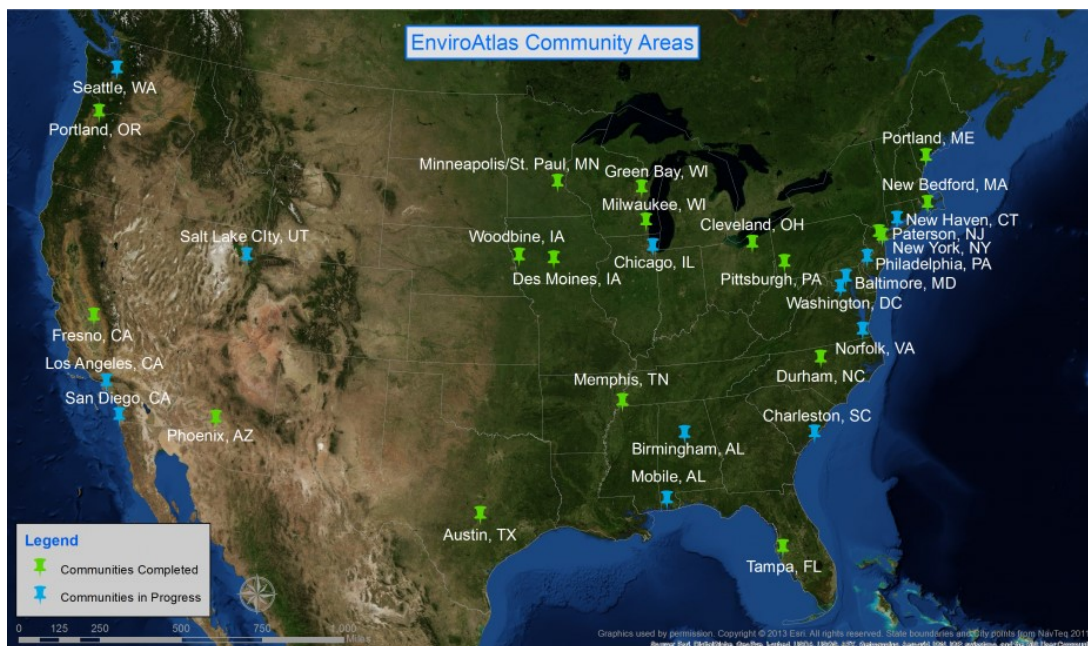 EnviroAtlas Community Areas
Seattle, WA
Portland, OR
Portland, ME
Minneapolis/St. Paul, MN
Green Bay, WI
New Bedford, MA
Milwaukee, WI
New Haven, CT
Cleveland, OH
Paterson, NJ
Salt Lake CIty, UT
Woodbine, IA
New York, NY
Chicago, IL
Philadelphia, PA
Des Moines, IA
Pittsburgh, PA
Baltimore, MD
Washington, DC
Fresno, CA
Norfolk, VA
Los Angeles, CA
Durham, NC
Memphis, TN
San Diego, CA
Charleston, SC
Phoenix, AZ
Birmingham, AL
Mobile, AL
Austin, TX
Tampa, FL
Legend
Communities Completed
Communities in Progress
0 125 250 500 750 1,000
Miles
Graphics used by permission. Copyright © 2013 Esri. All rights reserved. State boundaries and city points from NavTeq 2011